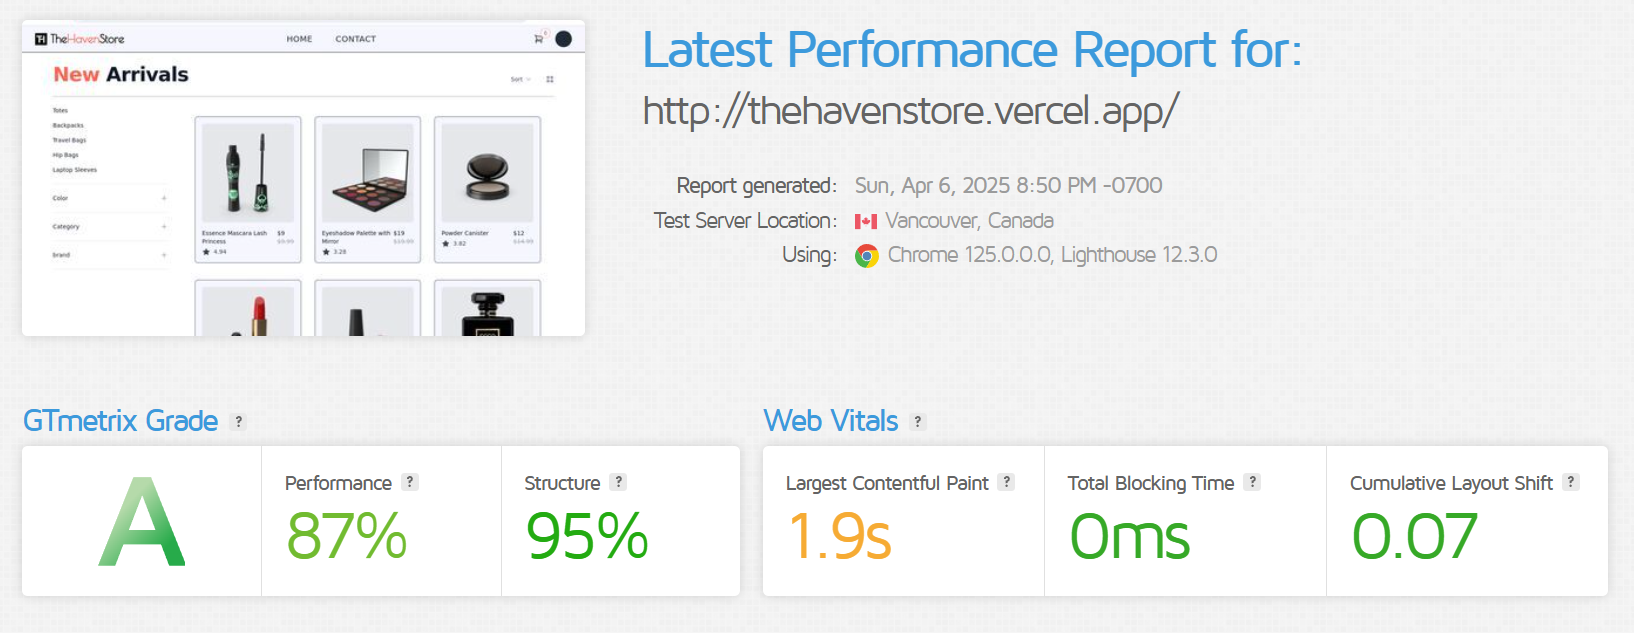 TheHavenStore
HOME CONTACT
0
New Arrivals
Sort
Totes
Backpacks
Travel Bags
Hip Bags
Laptop Sleeves
Color +
Category +
brand +
Essence Mascara Lash Princess $9
$9.99
4.94
Eyeshadow Palette with Mirror $19
$19.99
3.28
Powder Canister $12
$14.99
3.82
Latest Performance Report for:
http://thehavenstore.vercel.app/
Report generated: Sun, Apr 6, 2025 8:50 PM -0700
Test Server Location: Vancouver, Canada
Using: Chrome 125.0.0.0, Lighthouse 12.3.0
GTmetrix Grade ?
A
Performance ?
87%
Structure ?
95%
Web Vitals ?
Largest Contentful Paint ?
1.9s
Total Blocking Time ?
0ms
Cumulative Layout Shift ?
0.07